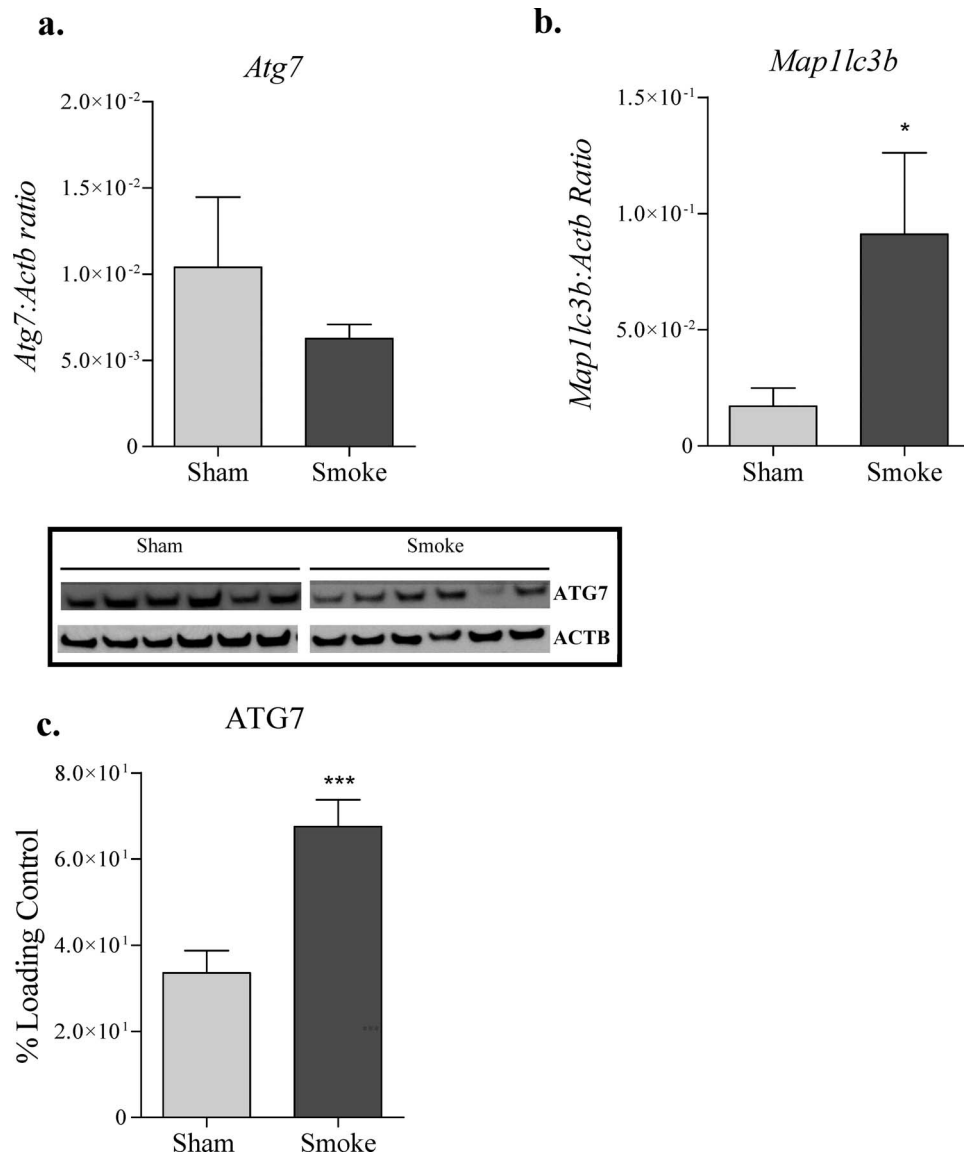 a.
Atg7
2.0×10⁻²
1.5×10⁻²
1.0×10⁻²
5.0×10⁻³
0
Atg7:Actb ratio
Sham Smoke
b.
Map1lc3b
1.5×10⁻¹
*
1.0×10⁻¹
5.0×10⁻²
0
Map1lc3b:Actb Ratio
Sham Smoke
Sham Smoke
ATG7
ACTB
c.
ATG7
8.0×10¹
***
6.0×10¹
4.0×10¹
2.0×10¹
***
0
% Loading Control
Sham Smoke